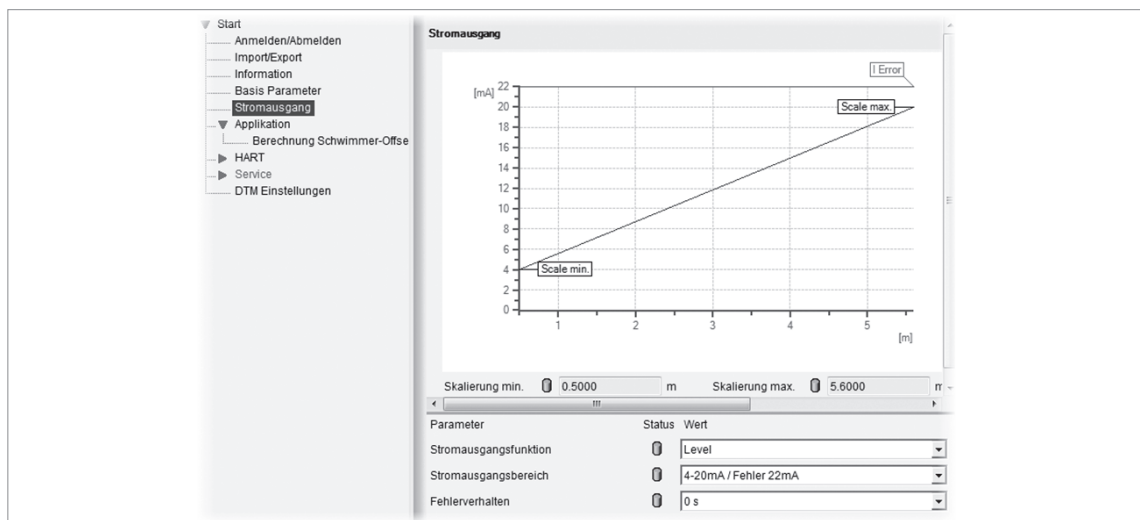 Start
Anmelden/Abmelden
Import/Export
Information
Basis Parameter
Stromausgang
Applikation
Berechnung Schwimmer-Offse
HART
Service
DTM Einstellungen
Stromausgang
I Error
[mA]
22
20
18
16
14
12
10
8
6
4
2
0
Scale max.
Scale min.
1 2 3 4 5
[m]
Skalierung min. 0.5000 m Skalierung max. 5.6000 m
Parameter Status Wert
Stromausgangsfunktion Level
Stromausgangsbereich 4-20mA / Fehler 22mA
Fehlerverhalten 0 s